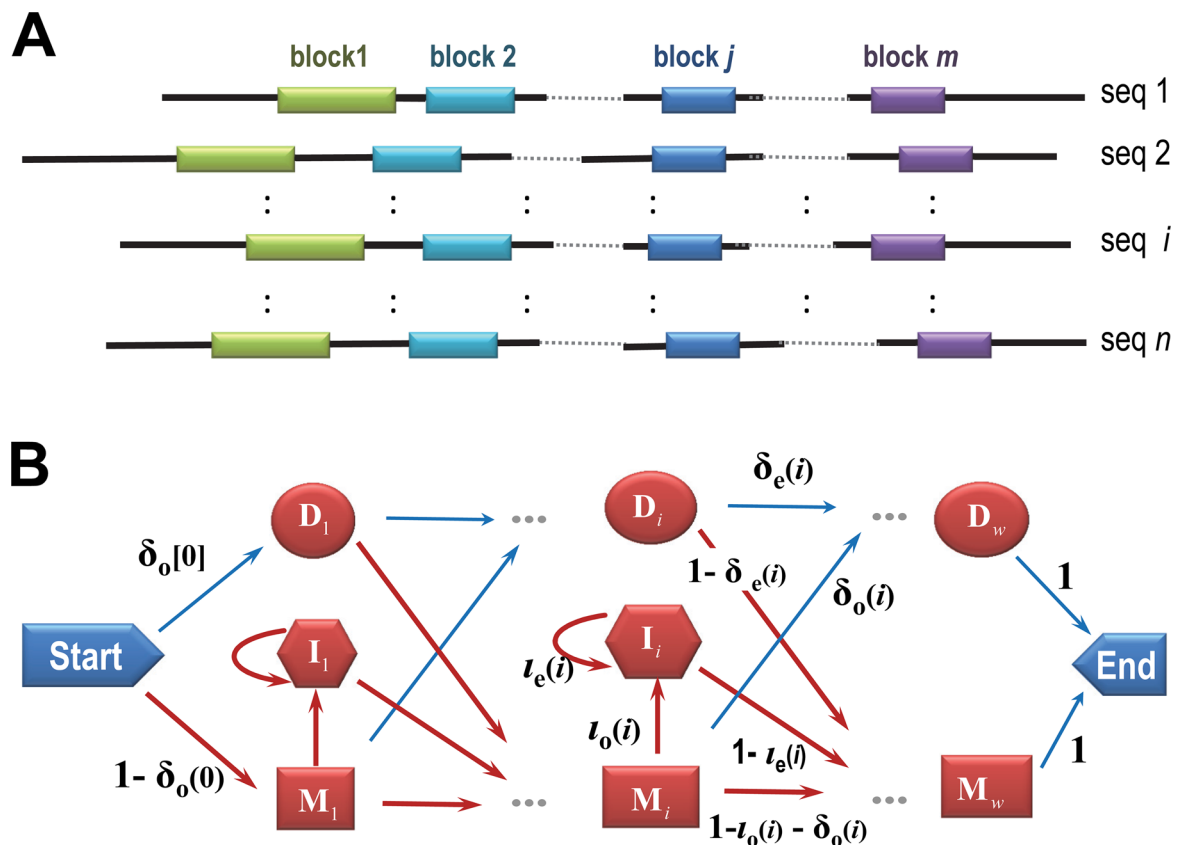 A
block1 block 2 block j block m
seq 1
seq 2
: : : : : :
seq i
: : : : : :
seq n
B
δe(i)
D1 ... Di ... Dw
δo[0] 1- δe(i) δo(i) 1
Start I1 Ii End
ιe(i)
ιo(i) 1- ιe(i) 1
1- δo(0)
M1 ... Mi ... Mw
1-ιo(i) - δo(i)